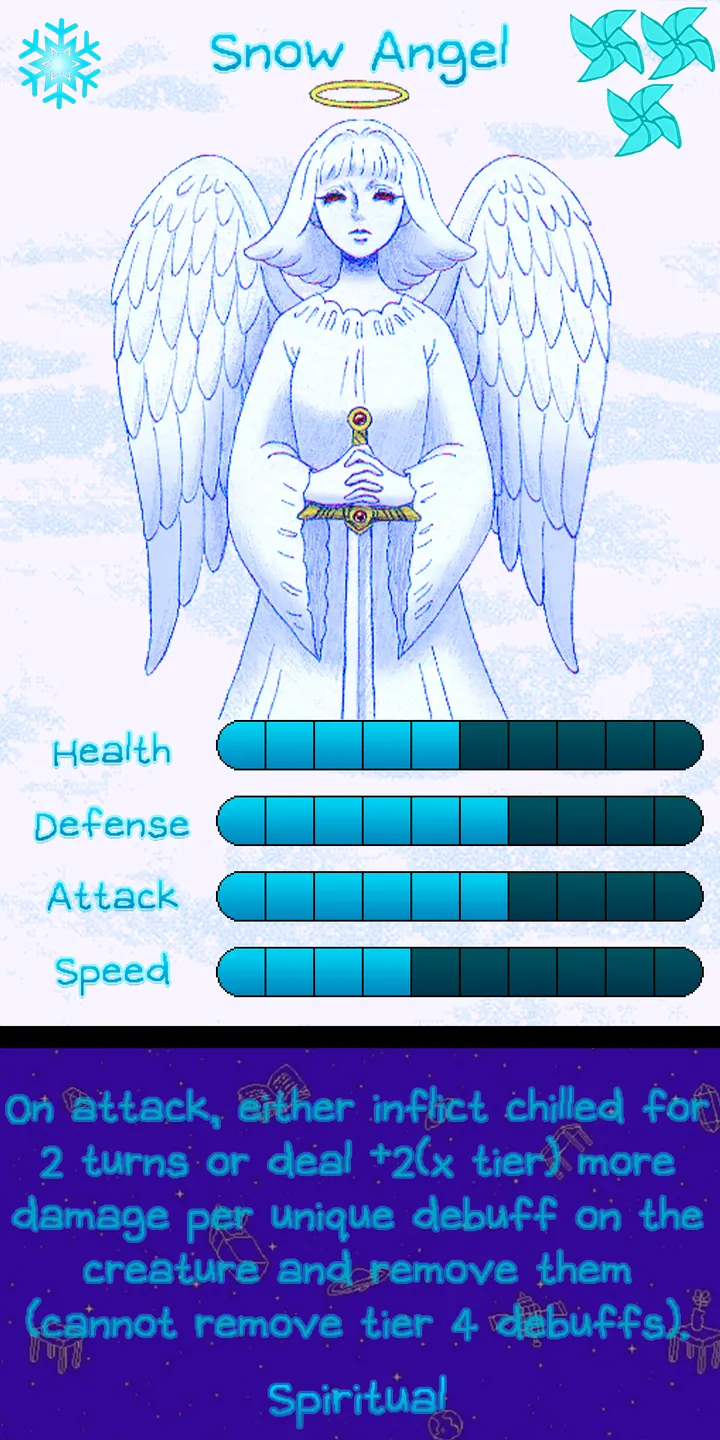 Snow Angel
Health
Defense
Attack
Speed
On attack, either inflict chilled for
2 turns or deal +2(x tier) more
damage per unique debuff on the
creature and remove them
(cannot remove tier 4 debuffs).
Spiritual